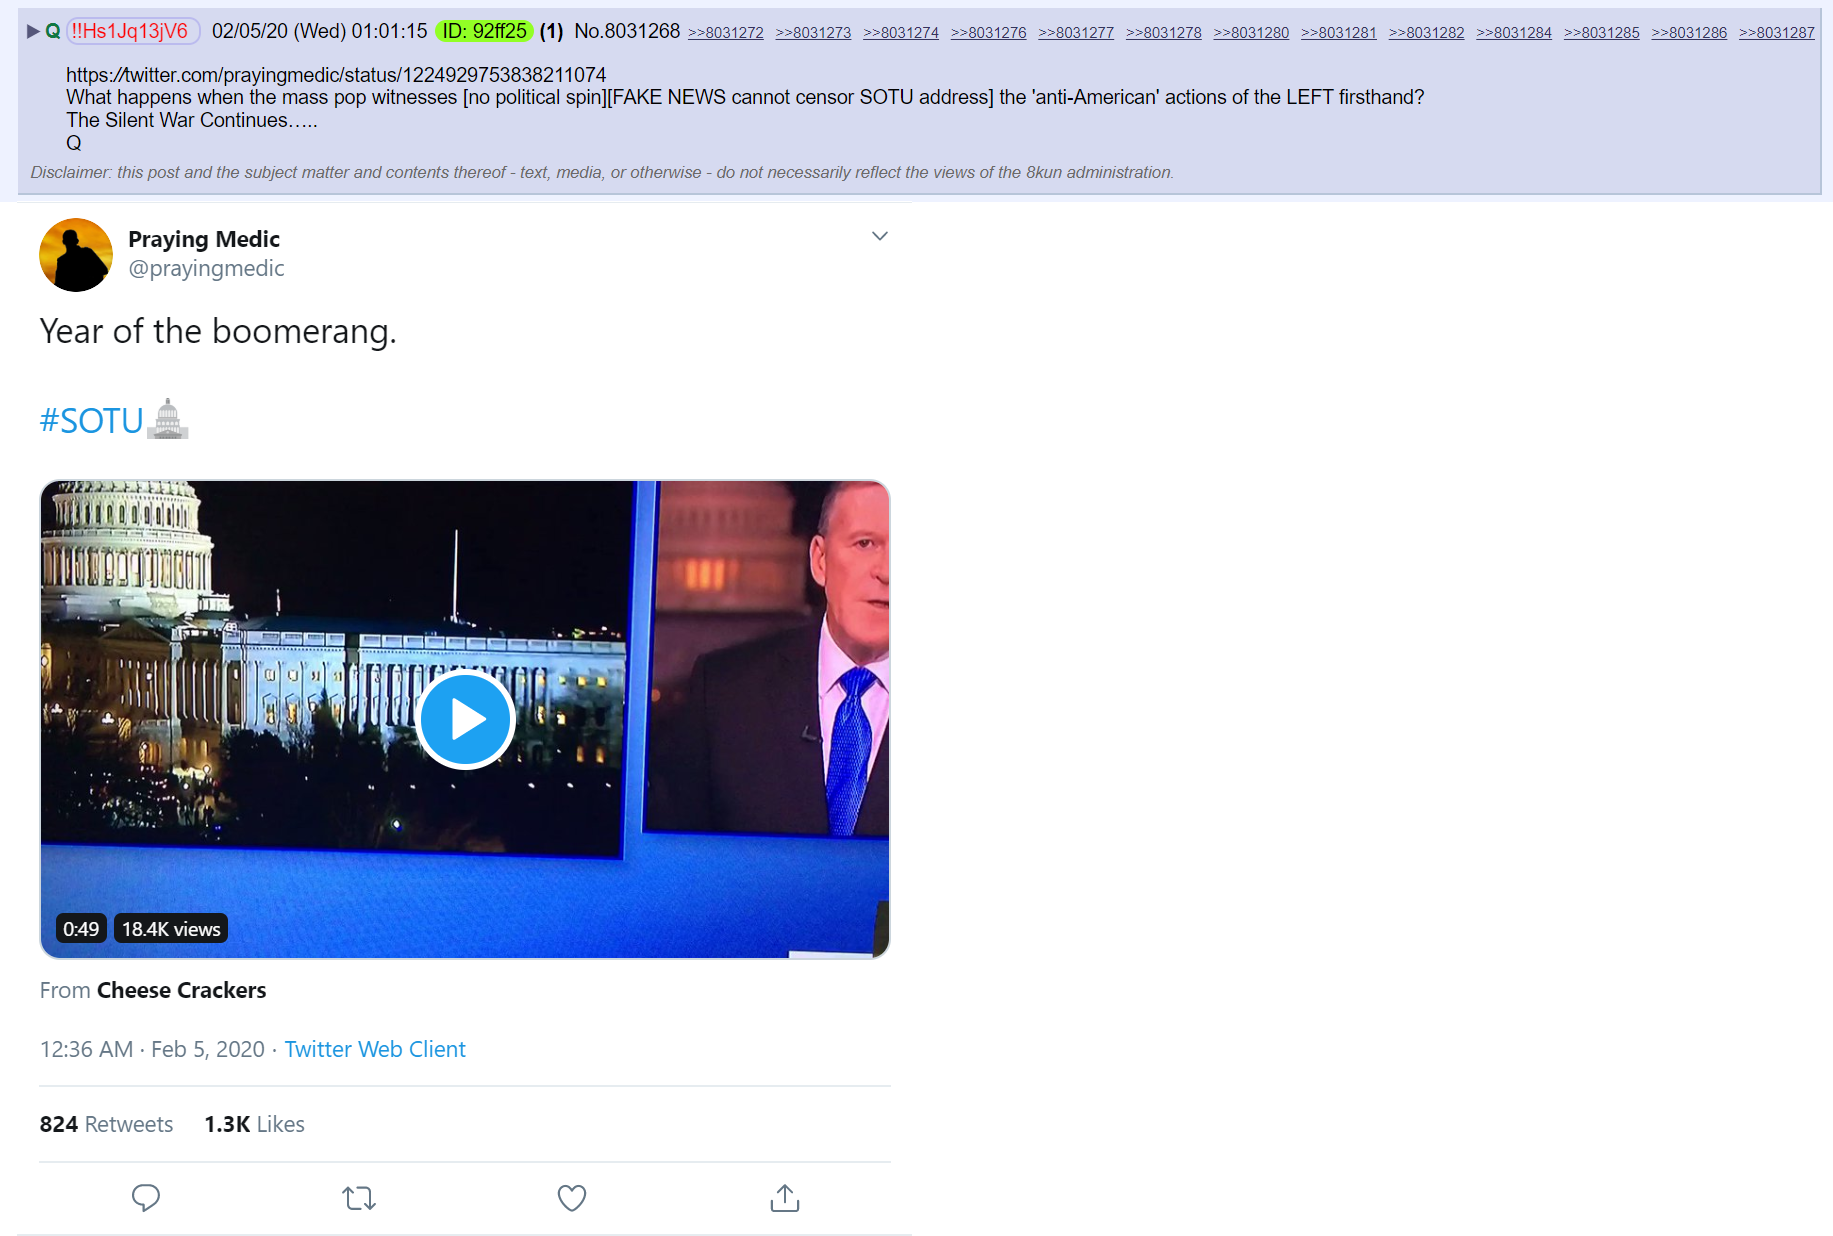 Q !!Hs1Jq13jV6 02/05/20 (Wed) 01:01:15 ID: 92ff25 (1) No.8031268 >>8031272 >>8031273 >>8031274 >>8031276 >>8031277 >>8031278 >>8031280 >>8031281 >>8031282 >>8031284 >>8031285 >>8031286 >>8031287
https://twitter.com/prayingmedic/status/1224929753838211074
What happens when the mass pop witnesses [no political spin][FAKE NEWS cannot censor SOTU address] the 'anti-American' actions of the LEFT firsthand?
The Silent War Continues…..
Q
Disclaimer: this post and the subject matter and contents thereof - text, media, or otherwise - do not necessarily reflect the views of the 8kun administration.
Praying Medic
@prayingmedic
Year of the boomerang.
#SOTU
0:49 18.4K views
From Cheese Crackers
12:36 AM · Feb 5, 2020 · Twitter Web Client
824 Retweets 1.3K Likes